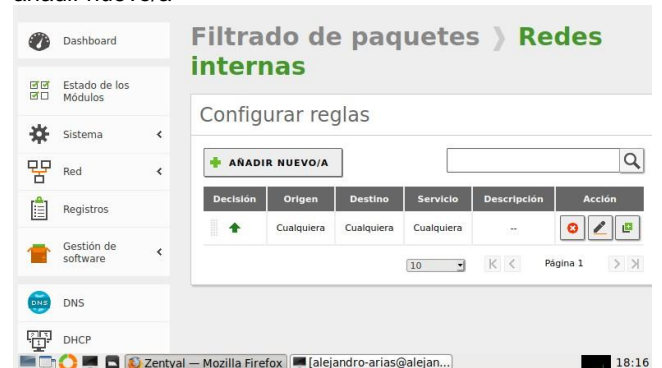 añadir nuevo/a
Dashboard
Estado de los
Módulos
Sistema
Red
Registros
Gestión de
software
DNS
DNS
DHCP
Filtrado de paquetes ❭ Redes
internas
Configurar reglas
AÑADIR NUEVO/A
Decisión Origen Destino Servicio Descripción Acción
Cualquiera Cualquiera Cualquiera --
10 Página 1
Zentyal — Mozilla Firefox [alejandro-arias@alejan...) 18:16